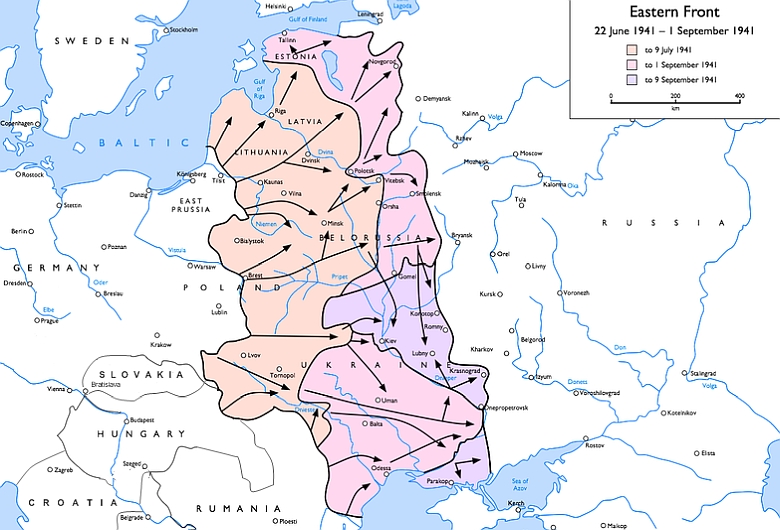 Eastern Front
22 June 1941 – 1 September 1941
to 9 July 1941
to 1 September 1941
to 9 September 1941
0 200 400
km
Helsinki
Gulf of Finland
Leningrad
Lake
Ladoga
SWEDEN
Stockholm
Tallinn
ESTONIA
Novgorod
Gulf
of
Riga
Riga
LATVIA
Demyansk
Kalinin
Volga
Rzhev
Copenhagen
BALTIC
LITHUANIA
Dvina
Dvinsk
Mozhaisk
Moscow
Kolomna
Oka
Rostock
Königsberg
Tilsit
Kaunas
Polotsk
Vitebsk
Danzig
EAST
PRUSSIA
Vilna
Smolensk
Tula
Stettin
Orsha
Niemen
Minsk
RUSSIA
Berlin
Poznan
Vistula
Bialystok
BELORUSSIA
Bryansk
Orel
Livny
GERMANY
Warsaw
Brest
Pripet
Gomel
Dresden
Oder
Breslau
POLAND
Kursk
Voronezh
Elbe
Prague
Lublin
Konotop
Romny
Krakow
Kiev
Belgorod
Don
Lvov
Lubny
Kharkov
SLOVAKIA
Tarnopol
UKRAINE
Krasnograd
Stalingrad
Vienna
Bratislava
Dnieper
Izyum
Donets
Volga
Uman
Voroshilovgrad
Budapest
Dniester
Dnepropetrovsk
Kotelnikov
HUNGARY
Balta
Rostov
Szeged
Zagreb
Odessa
Elista
Parakop
Sea of
Azov
CROATIA
RUMANIA
Kerch
Belgrade
Ploesti
Maikop